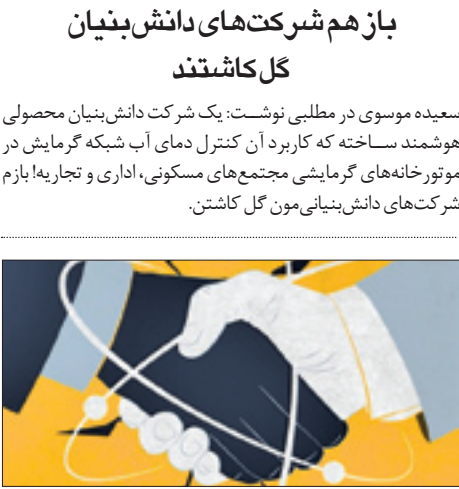 باز هم شرکت‌های دانش‌بنیان
گل کاشتند
سعیده موسوی در مطلبی نوشت: یک شرکت دانش‌بنیان محصولی
هوشمند ساخته که کاربرد آن کنترل دمای آب شبکه گرمایش در
موتورخانه‌های گرمایشی مجتمع‌های مسکونی، اداری و تجاریه! بازم
شرکت‌های دانش‌بنیانی‌مون گل کاشتن.